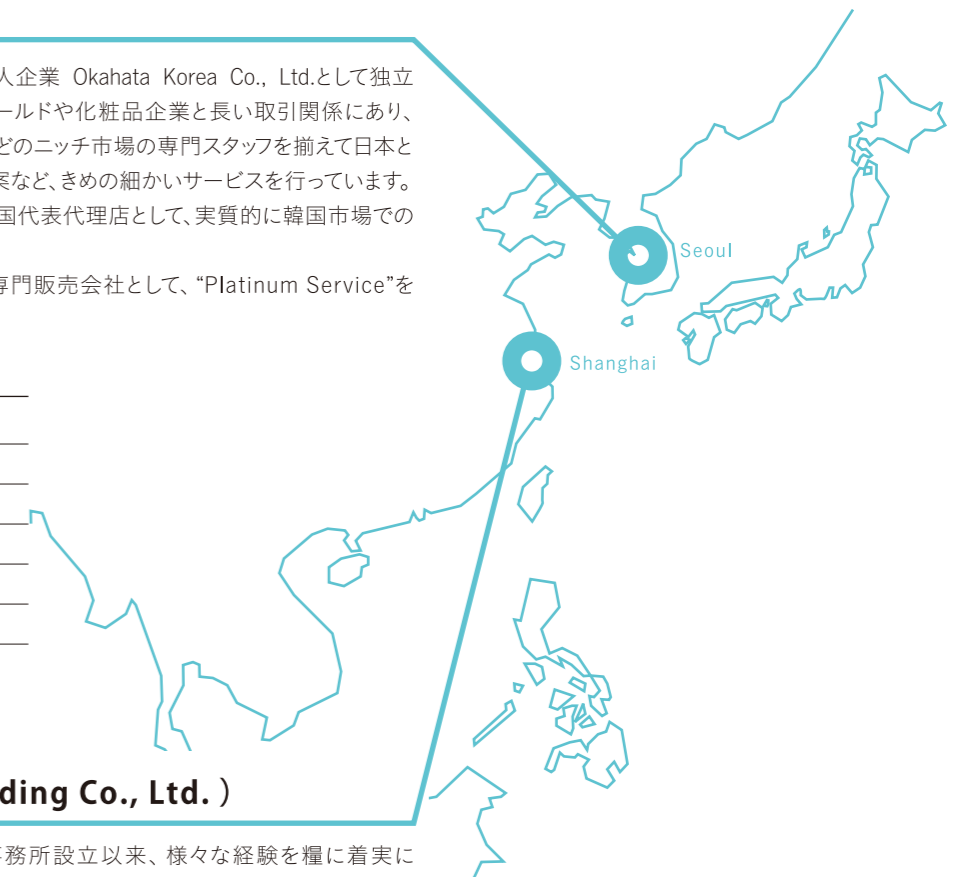 人企業 Okahata Korea Co., Ltd.として独立
ールドや化粧品企業と長い取引関係にあり、
どのニッチ市場の専門スタッフを揃えて日本と
案など、きめの細かいサービスを行っています。
国代表代理店として、実質的に韓国市場での
専門販売会社として、“Platinum Service”を
Seoul
Shanghai
ding Co., Ltd. ）
務所設立以来、様々な経験を糧に着実に